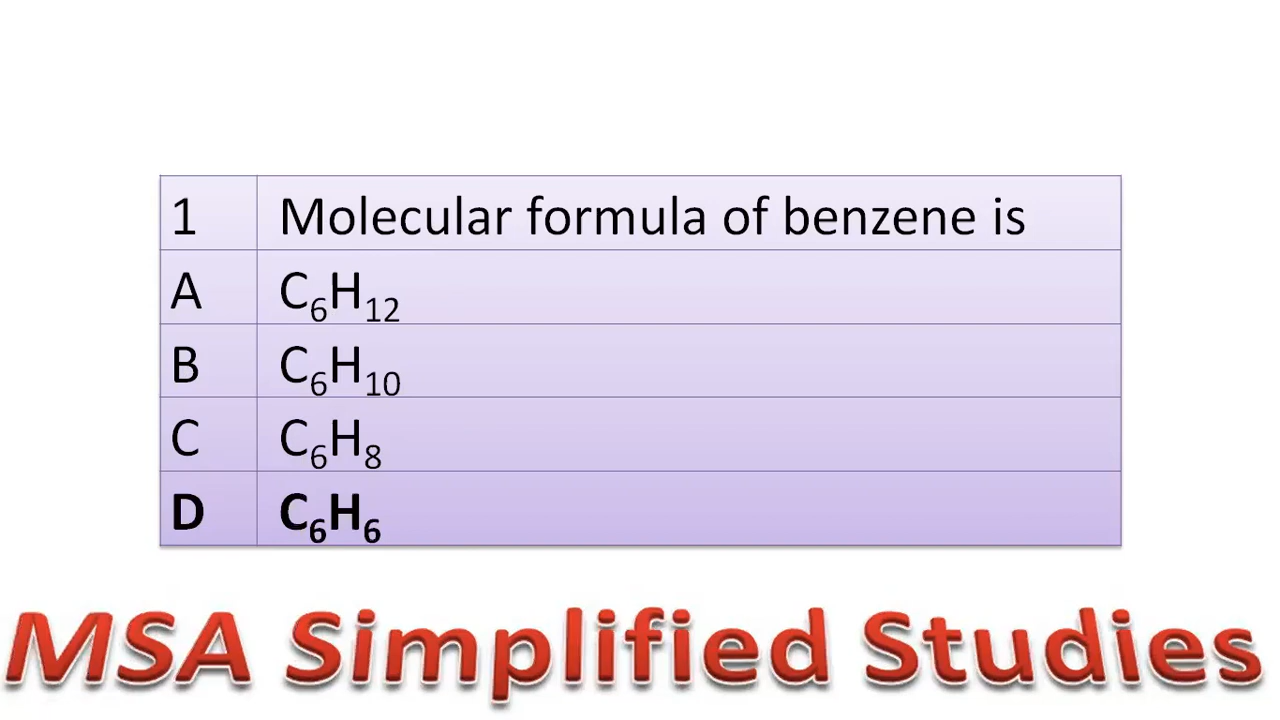 1 Molecular formula of benzene is
A C₆H₁₂
B C₆H₁₀
C C₆H₈
D C₆H₆
MSA Simplified Studies